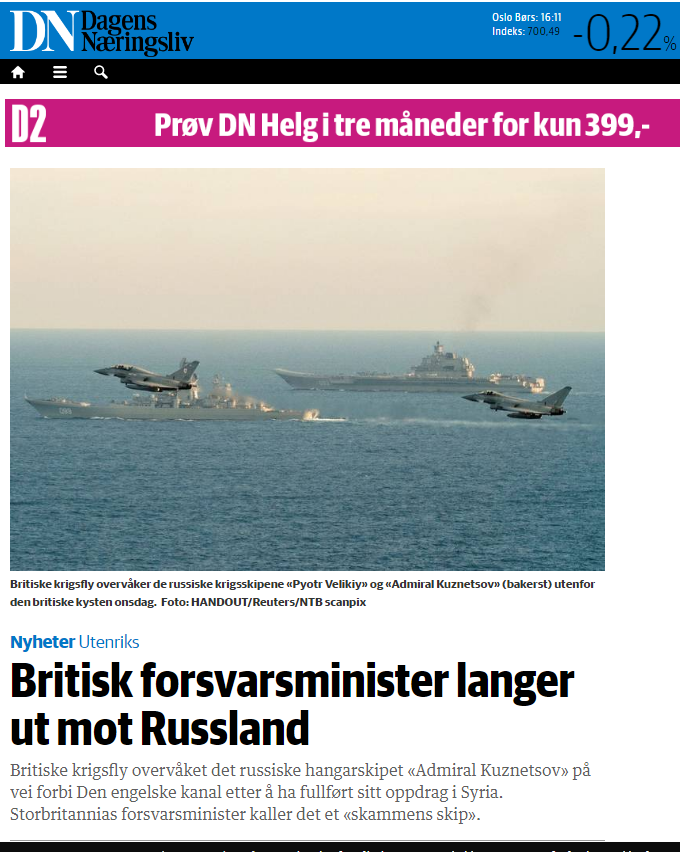 DN Dagens
Næringsliv
Oslo Børs: 16:11
Indeks: 700,49
-0,22%
D2
Prøv DN Helg i tre måneder for kun 399,-
Britiske krigsfly overvåker de russiske krigsskipene «Pyotr Velikiy» og «Admiral Kuznetsov» (bakerst) utenfor
den britiske kysten onsdag. Foto: HANDOUT/Reuters/NTB scanpix
Nyheter Utenriks
Britisk forsvarsminister langer
ut mot Russland
Britiske krigsfly overvåket det russiske hangarskipet «Admiral Kuznetsov» på
vei forbi Den engelske kanal etter å ha fullført sitt oppdrag i Syria.
Storbritannias forsvarsminister kaller det et «skammens skip».